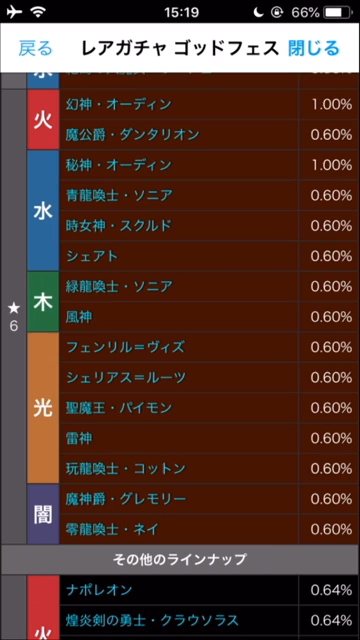 15:19
66%
戻る
レアガチャ ゴッドフェス
閉じる
水
火
幻神・オーディン 1.00%
魔公爵・ダンタリオン 0.60%
水
秘神・オーディン 1.00%
青龍喚士・ソニア 0.60%
時女神・スクルド 0.60%
シェアト 0.60%
木
緑龍喚士・ソニア 0.60%
風神 0.60%
★
6
光
フェンリル＝ヴィズ 0.60%
シェリアス＝ルーツ 0.60%
聖魔王・パイモン 0.60%
雷神 0.60%
玩龍喚士・コットン 0.60%
闇
魔神爵・グレモリー 0.60%
零龍喚士・ネイ 0.60%
その他のラインナップ
火
ナポレオン 0.64%
煌炎剣の勇士・クラウソラス 0.64%